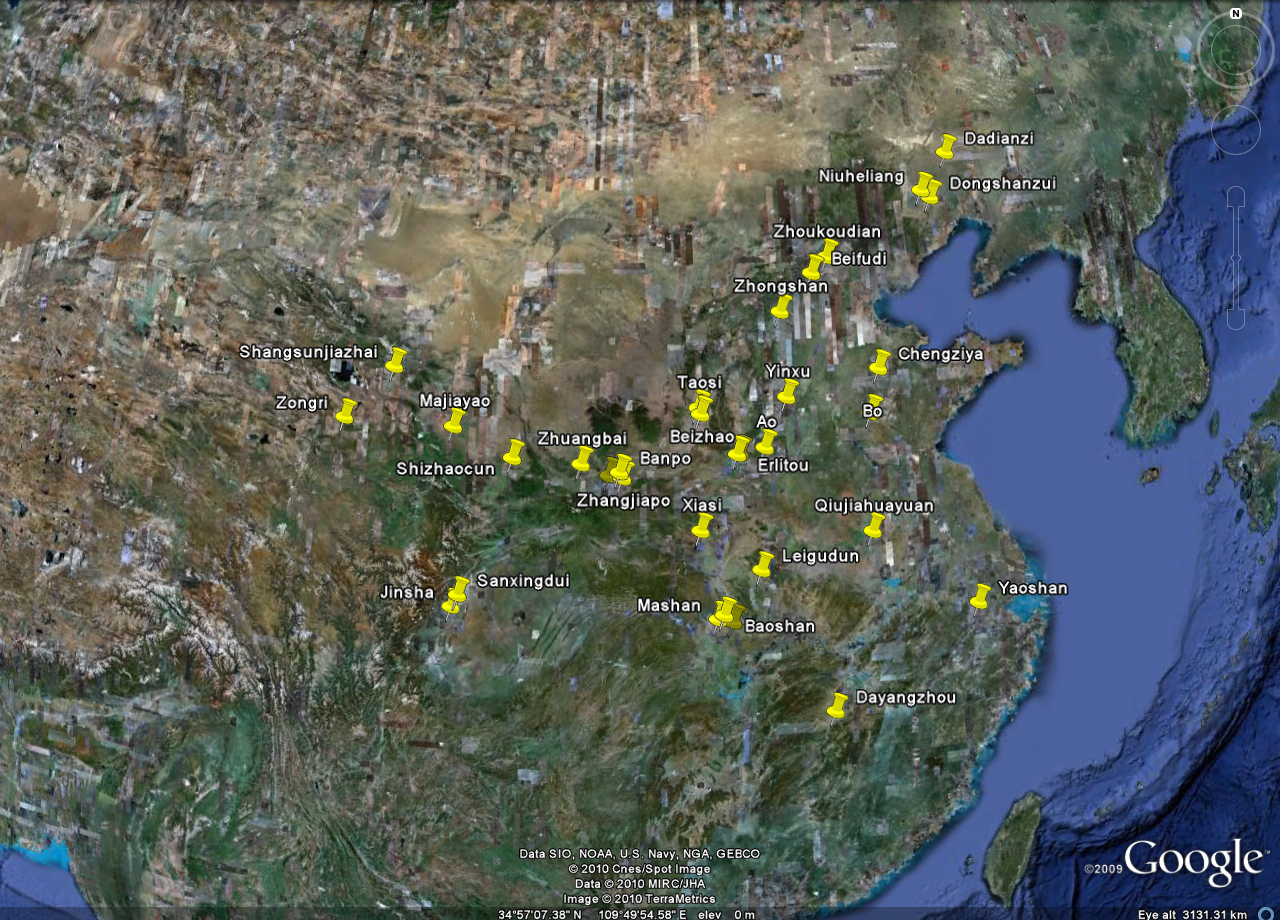 N
Dadianzi
Niuheliang
Dongshanzui
Zhoukoudian
Beifudi
Zhongshan
Shangsunjiazhai
Chengziya
Yinxu
Taosi
Zongri
Majiayao
Bo
Ao
Beizhao
Zhuangbai
Banpo
Erlitou
Shizhaocun
Zhangjiapo
Xiasi
Qiujiahuayuan
Leigudun
Sanxingdui
Jinsha
Yaoshan
Mashan
Baoshan
Dayangzhou
Data SIO, NOAA, U.S. Navy, NGA, GEBCO
© 2010 Cnes/Spot Image
Data © 2010 MIRC/JHA
Image © 2010 TerraMetrics
©2009 Google™
34°57'07.38" N 109°49'54.58" E elev 0 m
Eye alt 3131.31 km